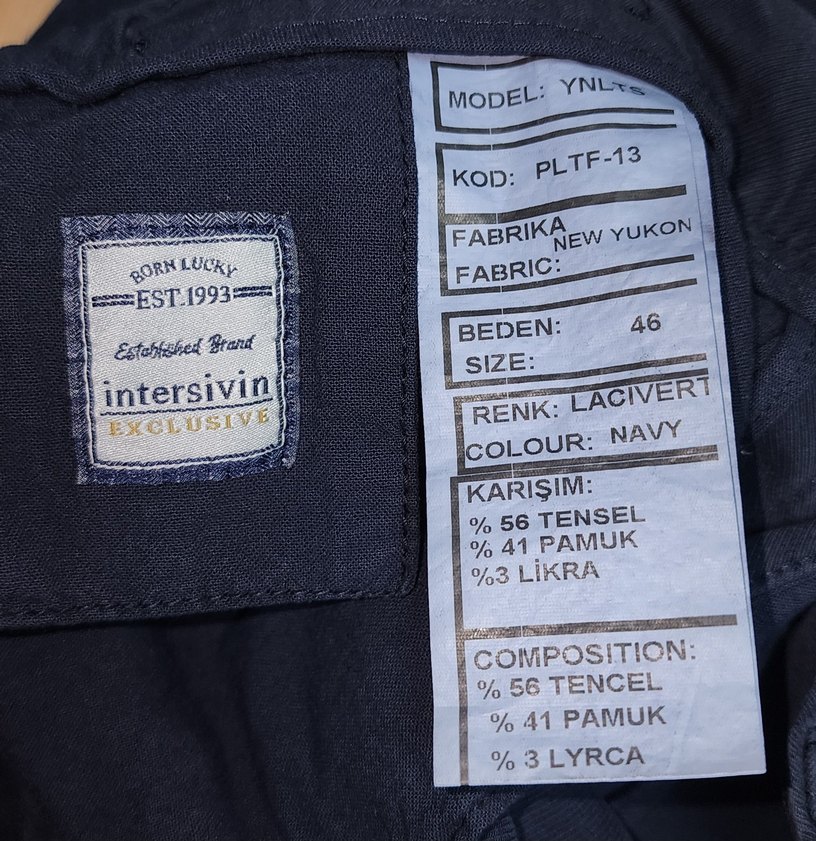 BORN LUCKY
EST.1993
Established Brand
intersivin
EXCLUSIVE
MODEL: YNLTS
KOD: PLTF-13
FABRIKA
NEW YUKON
FABRIC:
BEDEN: 46
SIZE:
RENK: LACİVERT
COLOUR: NAVY
KARIŞIM:
% 56 TENSEL
% 41 PAMUK
%3 LİKRA
COMPOSITION:
% 56 TENCEL
% 41 PAMUK
% 3 LYRCA